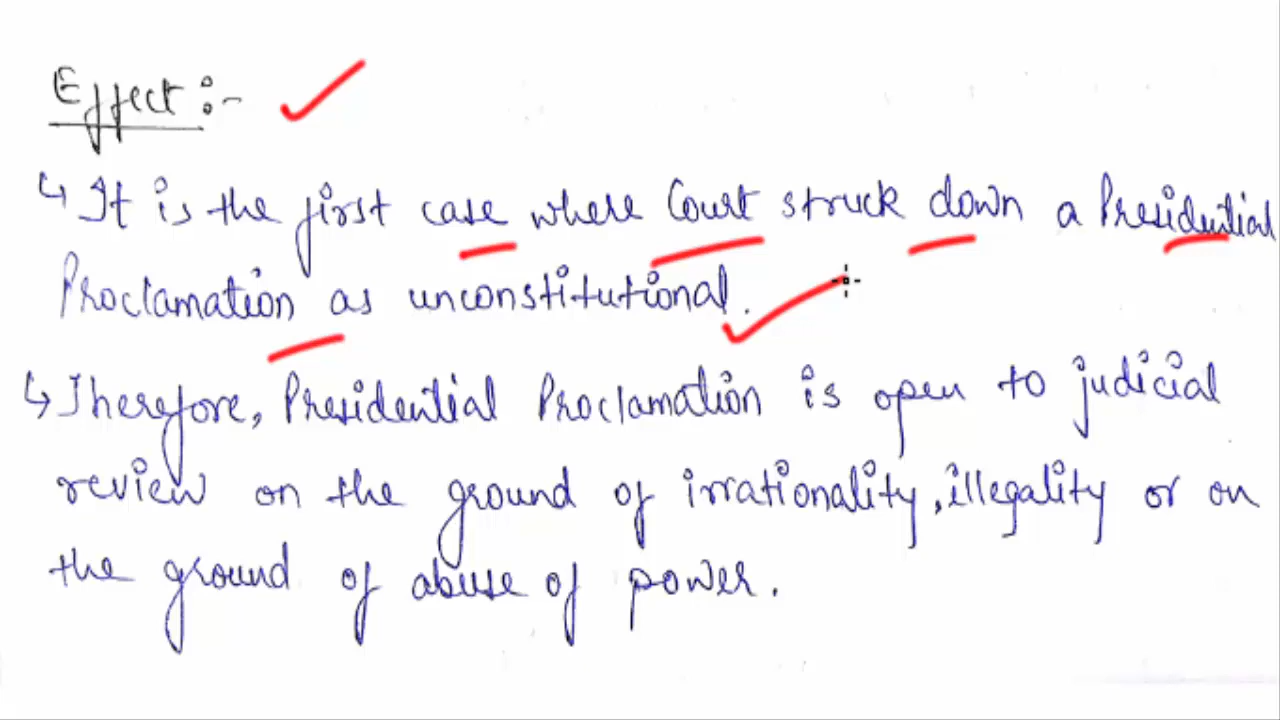 Effect :-
↳ It is the first case where Court struck down a Presidential
Proclamation as unconstitutional.
↳ Therefore, Presidential Proclamation is open to judicial
review on the ground of irrationality, illegality or on
the ground of abuse of power.